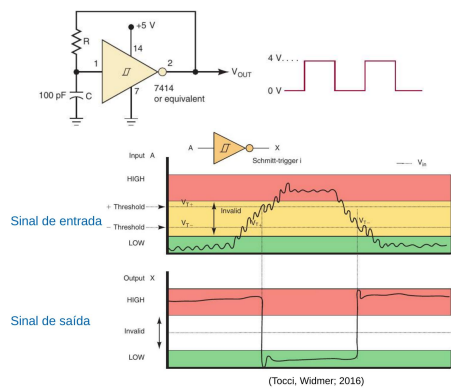 +5 V
R
14
1
2
V_OUT
4 V....
0 V
100 pF
C
7
7414
or equivalent
A
X
Input A
Schmitt-trigger i
V_in
HIGH
+ Threshold
V_T+
Invalid
V_T+
V_T−
Sinal de entrada
− Threshold
V_T−
LOW
Output X
HIGH
Sinal de saída
Invalid
LOW
(Tocci, Widmer; 2016)